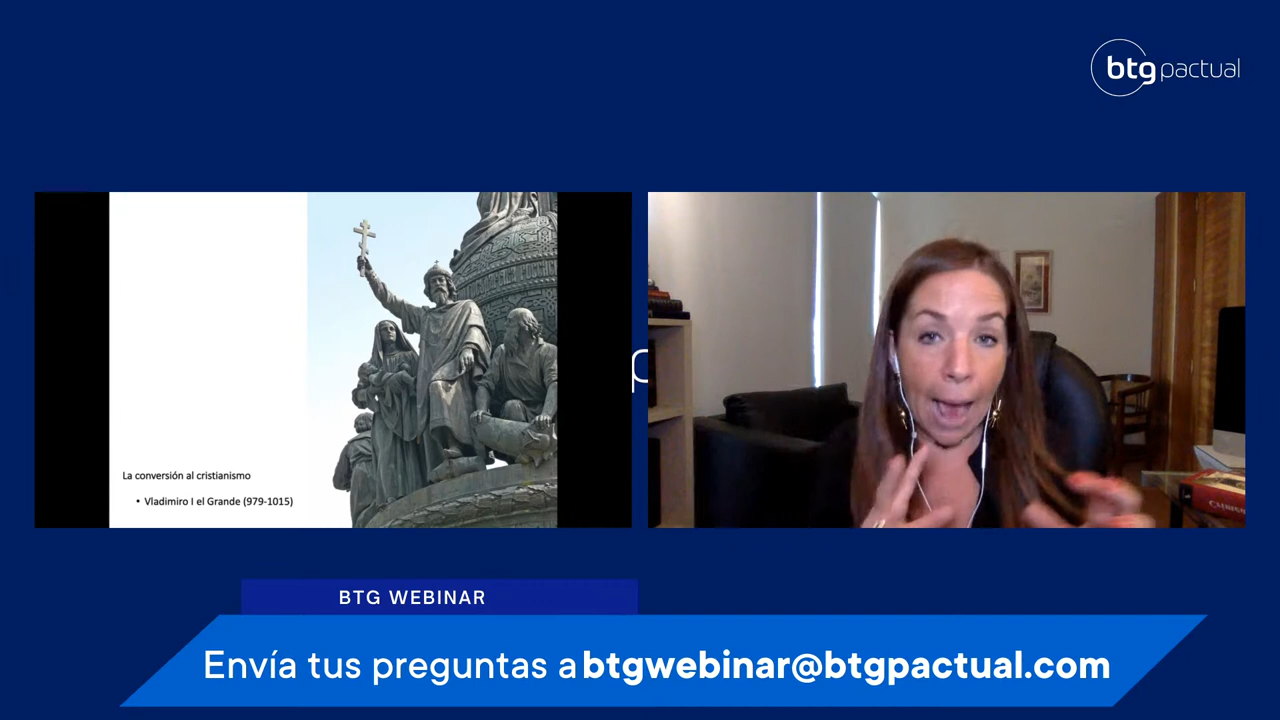 btg pactual
La conversión al cristianismo
• Vladimiro I el Grande (979-1015)
BTG WEBINAR
Envía tus preguntas a btgwebinar@btgpactual.com